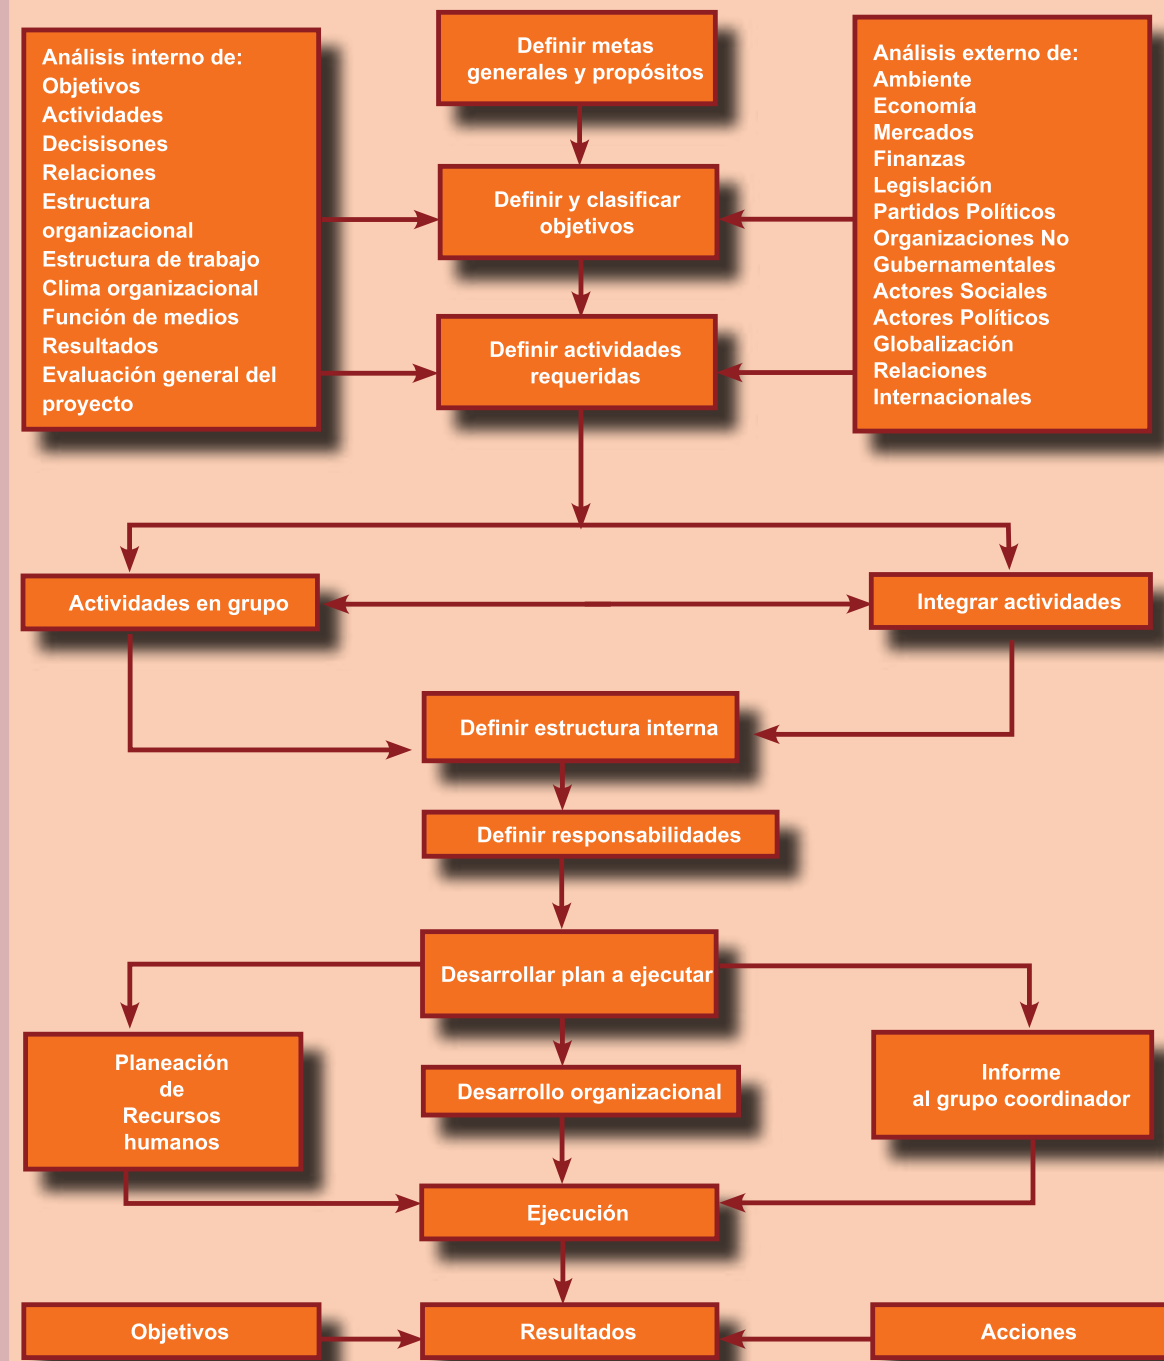 Análisis interno de:
Objetivos
Actividades
Decisisones
Relaciones
Estructura
organizacional
Estructura de trabajo
Clima organizacional
Función de medios
Resultados
Evaluación general del
proyecto
Definir metas
generales y propósitos
Definir y clasificar
objetivos
Definir actividades
requeridas
Análisis externo de:
Ambiente
Economía
Mercados
Finanzas
Legislación
Partidos Políticos
Organizaciones No
Gubernamentales
Actores Sociales
Actores Políticos
Globalización
Relaciones
Internacionales
Actividades en grupo
Integrar actividades
Definir estructura interna
Definir responsabilidades
Desarrollar plan a ejecutar
Planeación
de
Recursos
humanos
Desarrollo organizacional
Informe
al grupo coordinador
Ejecución
Objetivos
Resultados
Acciones